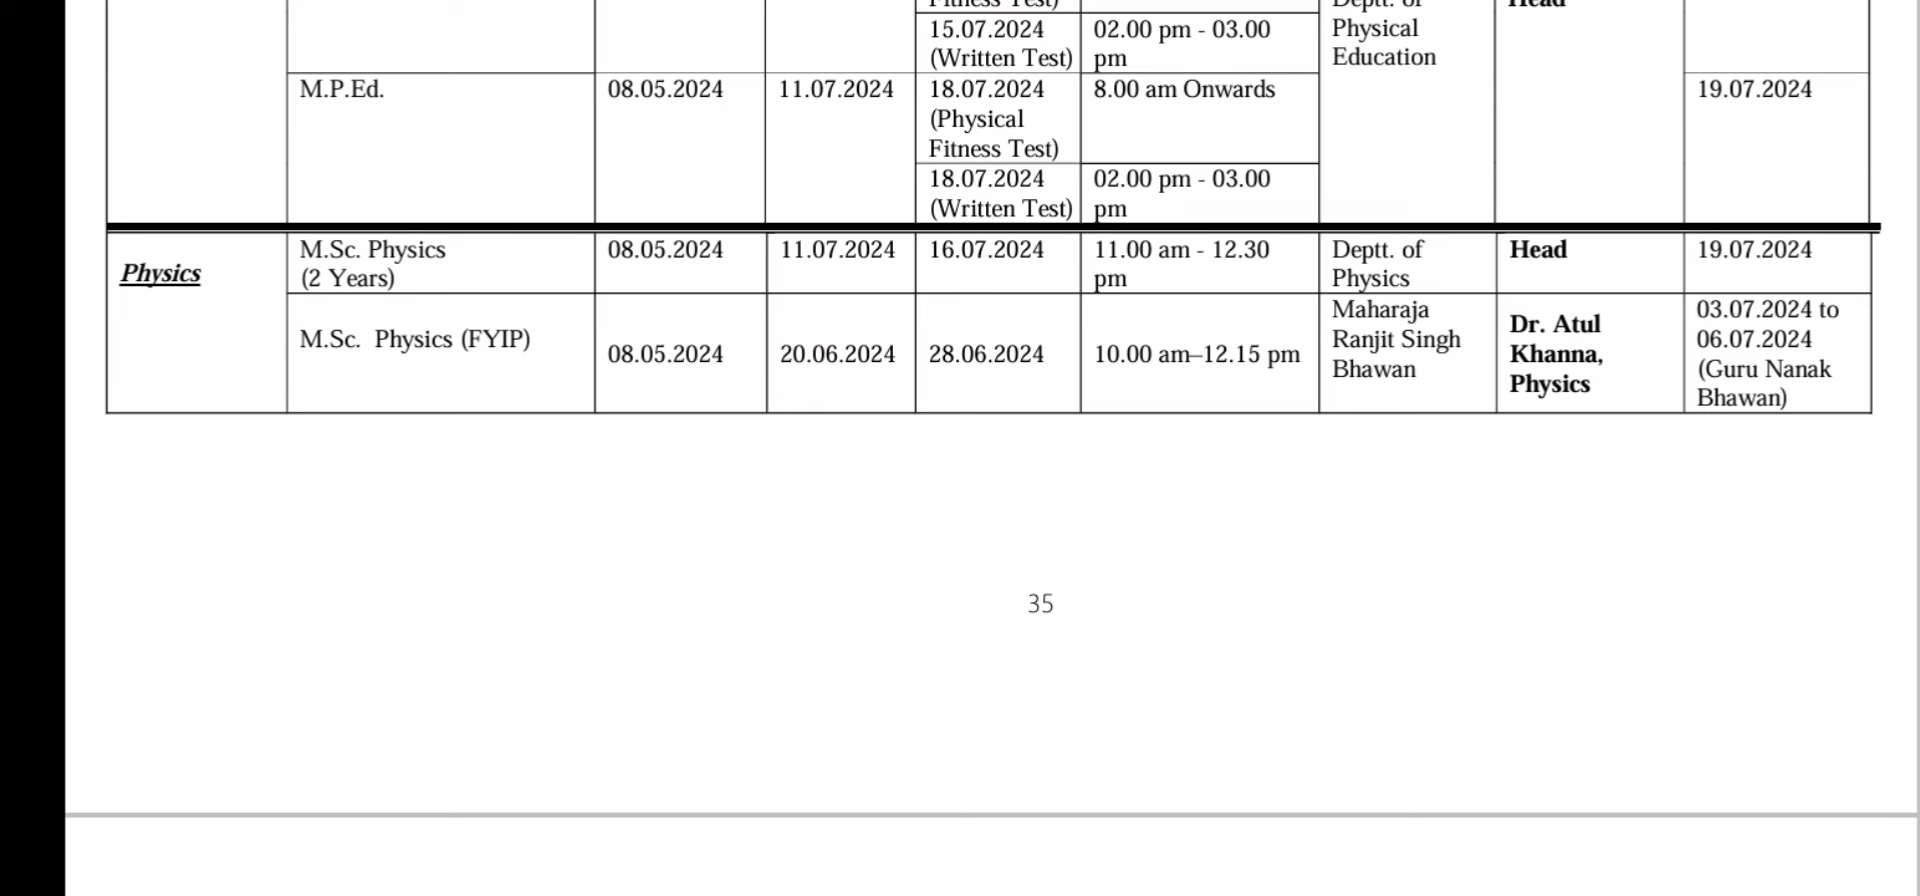 Fitness Test)
Deptt. of
Head
15.07.2024
(Written Test)
02.00 pm - 03.00
pm
Physical
Education
M.P.Ed.
08.05.2024
11.07.2024
18.07.2024
(Physical
Fitness Test)
8.00 am Onwards
19.07.2024
18.07.2024
(Written Test)
02.00 pm - 03.00
pm
Physics
M.Sc. Physics
(2 Years)
08.05.2024
11.07.2024
16.07.2024
11.00 am - 12.30
pm
Deptt. of
Physics
Head
19.07.2024
M.Sc.  Physics (FYIP)
08.05.2024
20.06.2024
28.06.2024
10.00 am–12.15 pm
Maharaja
Ranjit Singh
Bhawan
Dr. Atul
Khanna,
Physics
03.07.2024 to
06.07.2024
(Guru Nanak
Bhawan)
35